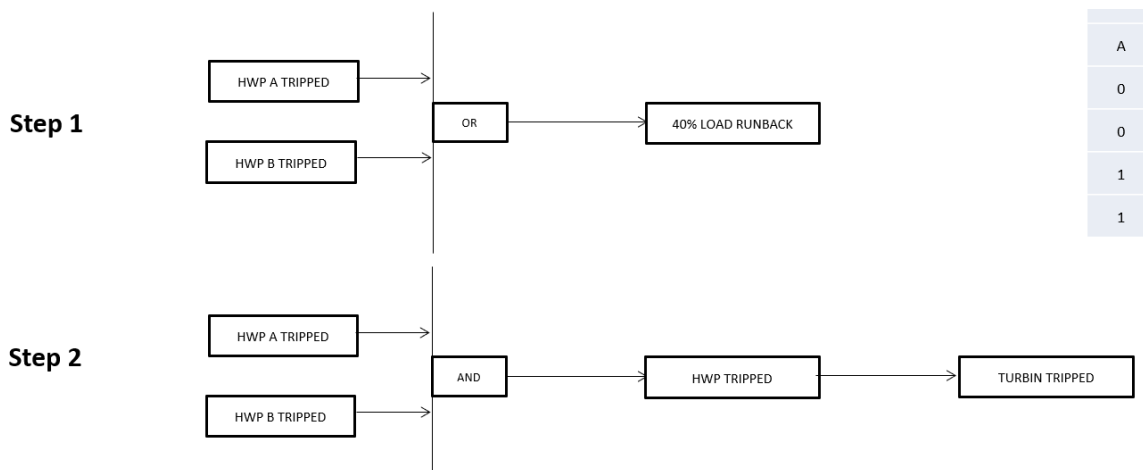 A
HWP A TRIPPED
0
Step 1
OR
40% LOAD RUNBACK
0
HWP B TRIPPED
1
1
HWP A TRIPPED
Step 2
AND
HWP TRIPPED
TURBIN TRIPPED
HWP B TRIPPED